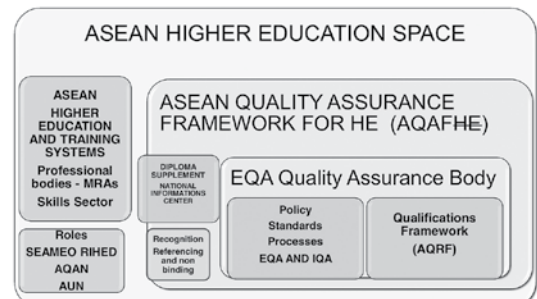 ASEAN HIGHER EDUCATION SPACE
ASEAN
HIGHER
EDUCATION
AND TRAINING
SYSTEMS
Professional
bodies - MRAs
Skills Sector
Roles
SEAMEO RIHED
AQAN
AUN
ASEAN QUALITY ASSURANCE
FRAMEWORK FOR HE (AQAFHE)
DIPLOMA
SUPPLEMENT
NATIONAL
INFORMATIONS
CENTER
Recognition
Referencing
and non
binding
EQA Quality Assurance Body
Policy
Standards
Processes
EQA AND IQA
Qualifications
Framework
(AQRF)